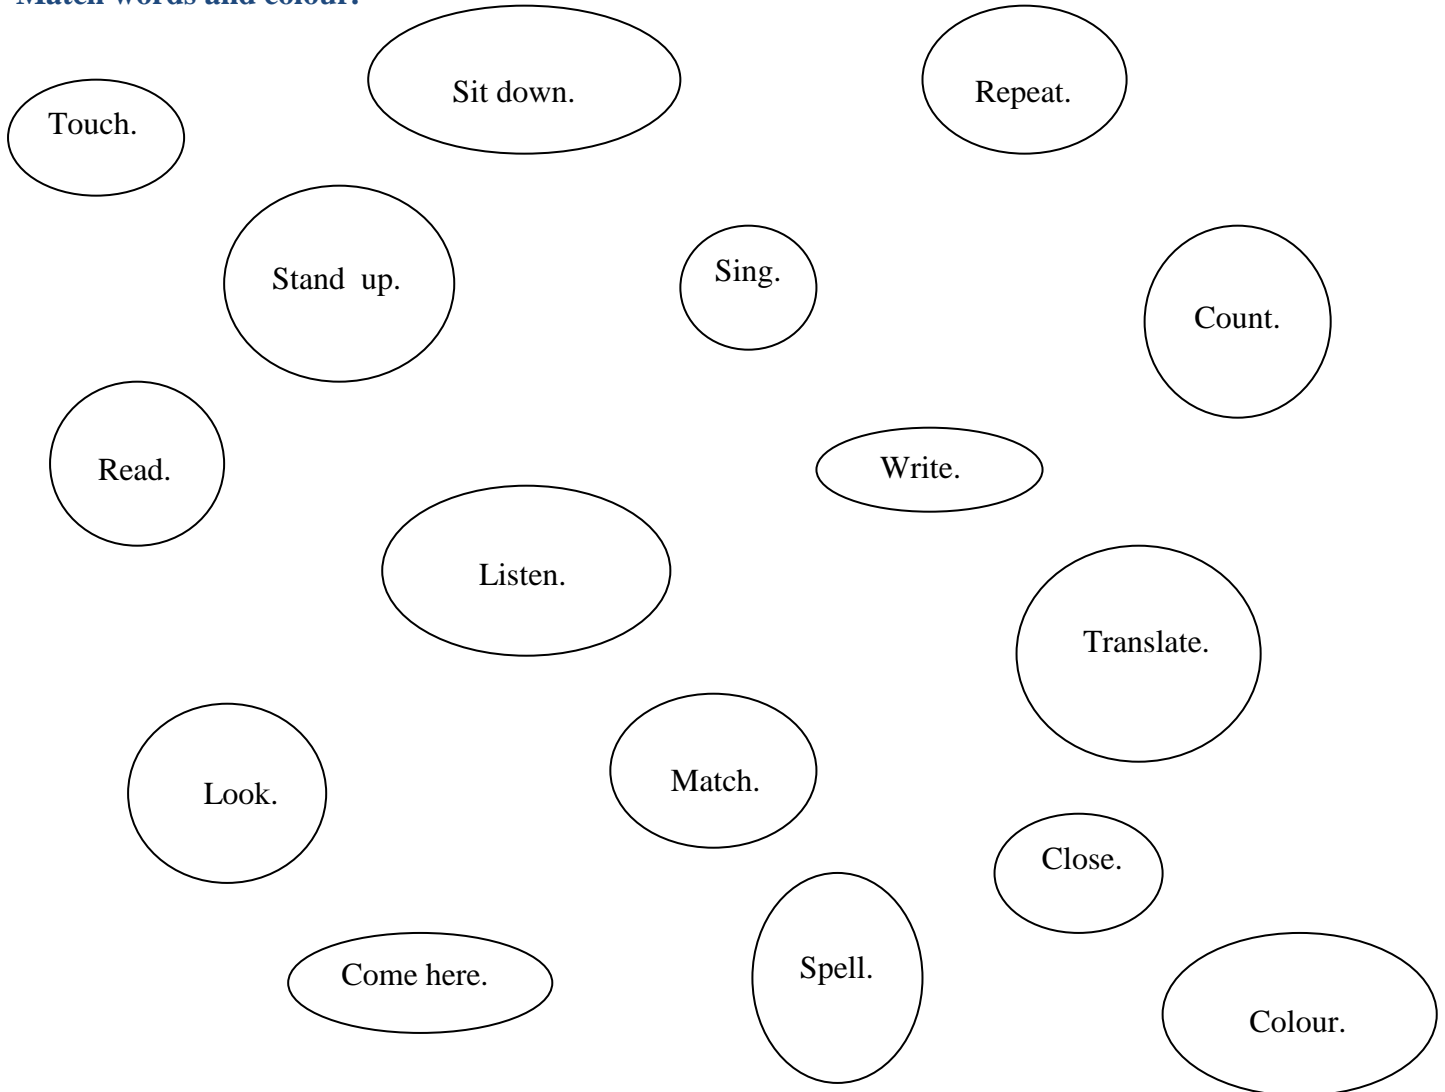 Match words and colour.
Sit down.
Repeat.
Touch.
Stand  up.
Sing.
Count.
Read.
Write.
Listen.
Translate.
Look.
Match.
Close.
Come here.
Spell.
Colour.